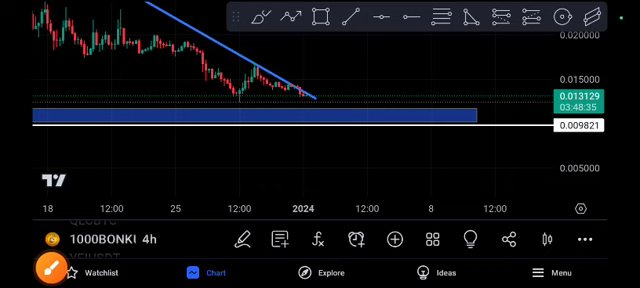 0.020000
0.015000
0.013129
03:48:35
0.009821
0.005000
18 12:00 25 12:00 2024 12:00 8 12:00
1000BONKU 4h
Watchlist Chart Explore Ideas Menu